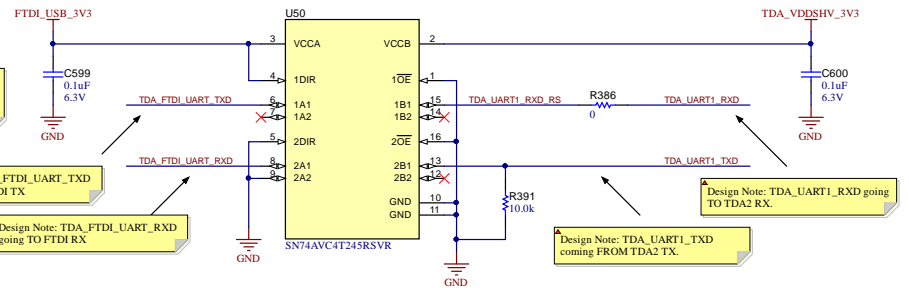 FTDI_USB_3V3
U50
TDA_VDDSHV_3V3
3
VCCA
VCCB
2
C599
0.1uF
6.3V
GND
4
1DIR
1OE
1
C600
0.1uF
6.3V
GND
TDA_FTDI_UART_TXD
6
1A1
1B1
15
TDA_UART1_RXD_RS
R386
0
TDA_UART1_RXD
7
1A2
1B2
14
5
2DIR
2OE
16
TDA_FTDI_UART_RXD
8
2A1
2B1
13
TDA_UART1_TXD
9
2A2
2B2
12
_FTDI_UART_TXD
DI TX
GND
10
GND
11
R391
10.0k
Design Note: TDA_UART1_RXD going
TO TDA2 RX.
Design Note: TDA_FTDI_UART_RXD
going TO FTDI RX
SN74AVC4T245RSVR
GND
GND
Design Note: TDA_UART1_TXD
coming FROM TDA2 TX.